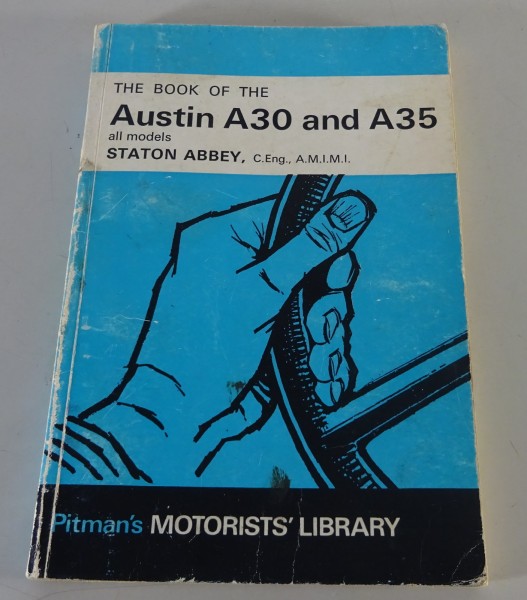 THE BOOK OF THE
Austin A30 and A35
all models
STATON ABBEY, C.Eng., A.M.I.M.I.
Pitman's MOTORISTS' LIBRARY